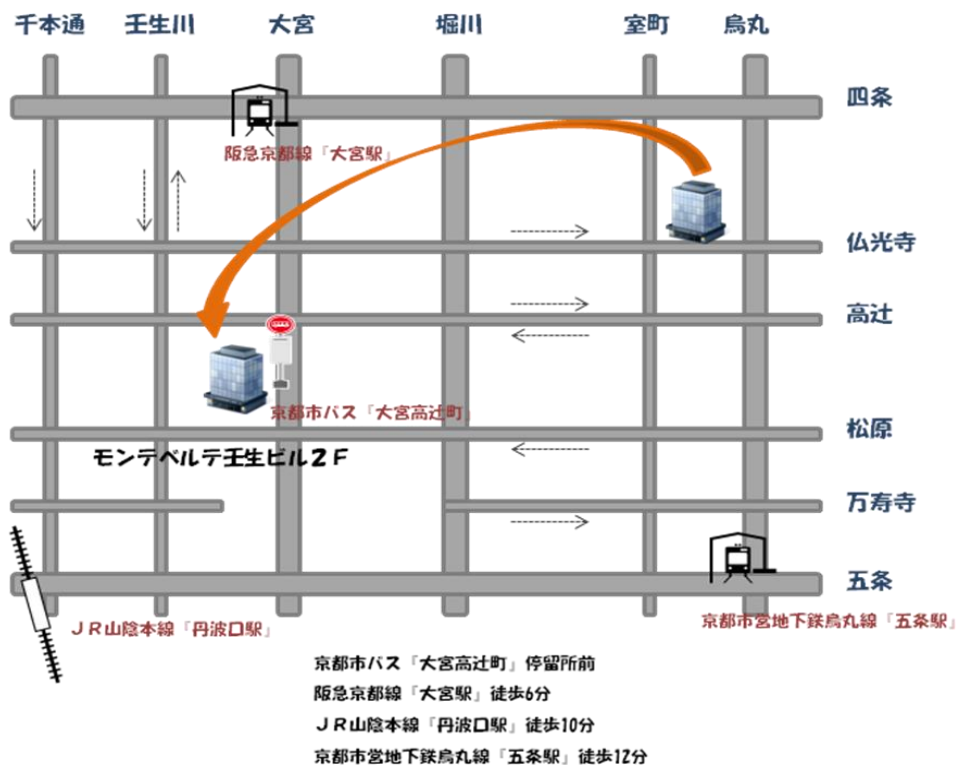 千本通 壬生川 大宮 堀川 室町 烏丸
四条
阪急京都線『大宮駅』
仏光寺
高辻
京都市バス『大宮高辻町』
松原
モンテベルテ壬生ビル２Ｆ
万寿寺
五条
ＪＲ山陰本線『丹波口駅』
京都市営地下鉄烏丸線『五条駅』
京都市バス『大宮高辻町』停留所前
阪急京都線『大宮駅』徒歩6分
ＪＲ山陰本線『丹波口駅』徒歩10分
京都市営地下鉄烏丸線『五条駅』徒歩12分